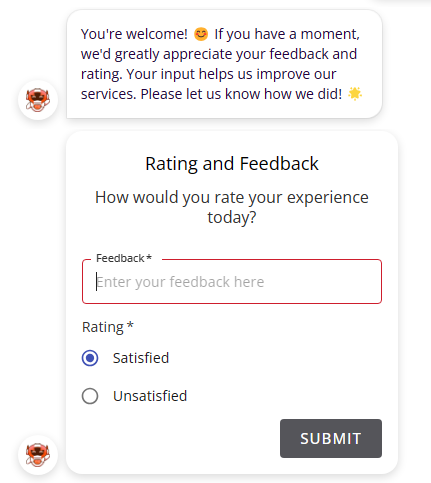 You're welcome! 😊 If you have a moment,
we'd greatly appreciate your feedback and
rating. Your input helps us improve our
services. Please let us know how we did! 🌟
Rating and Feedback
How would you rate your experience
today?
Feedback *
Enter your feedback here
Rating *
Satisfied
Unsatisfied
SUBMIT